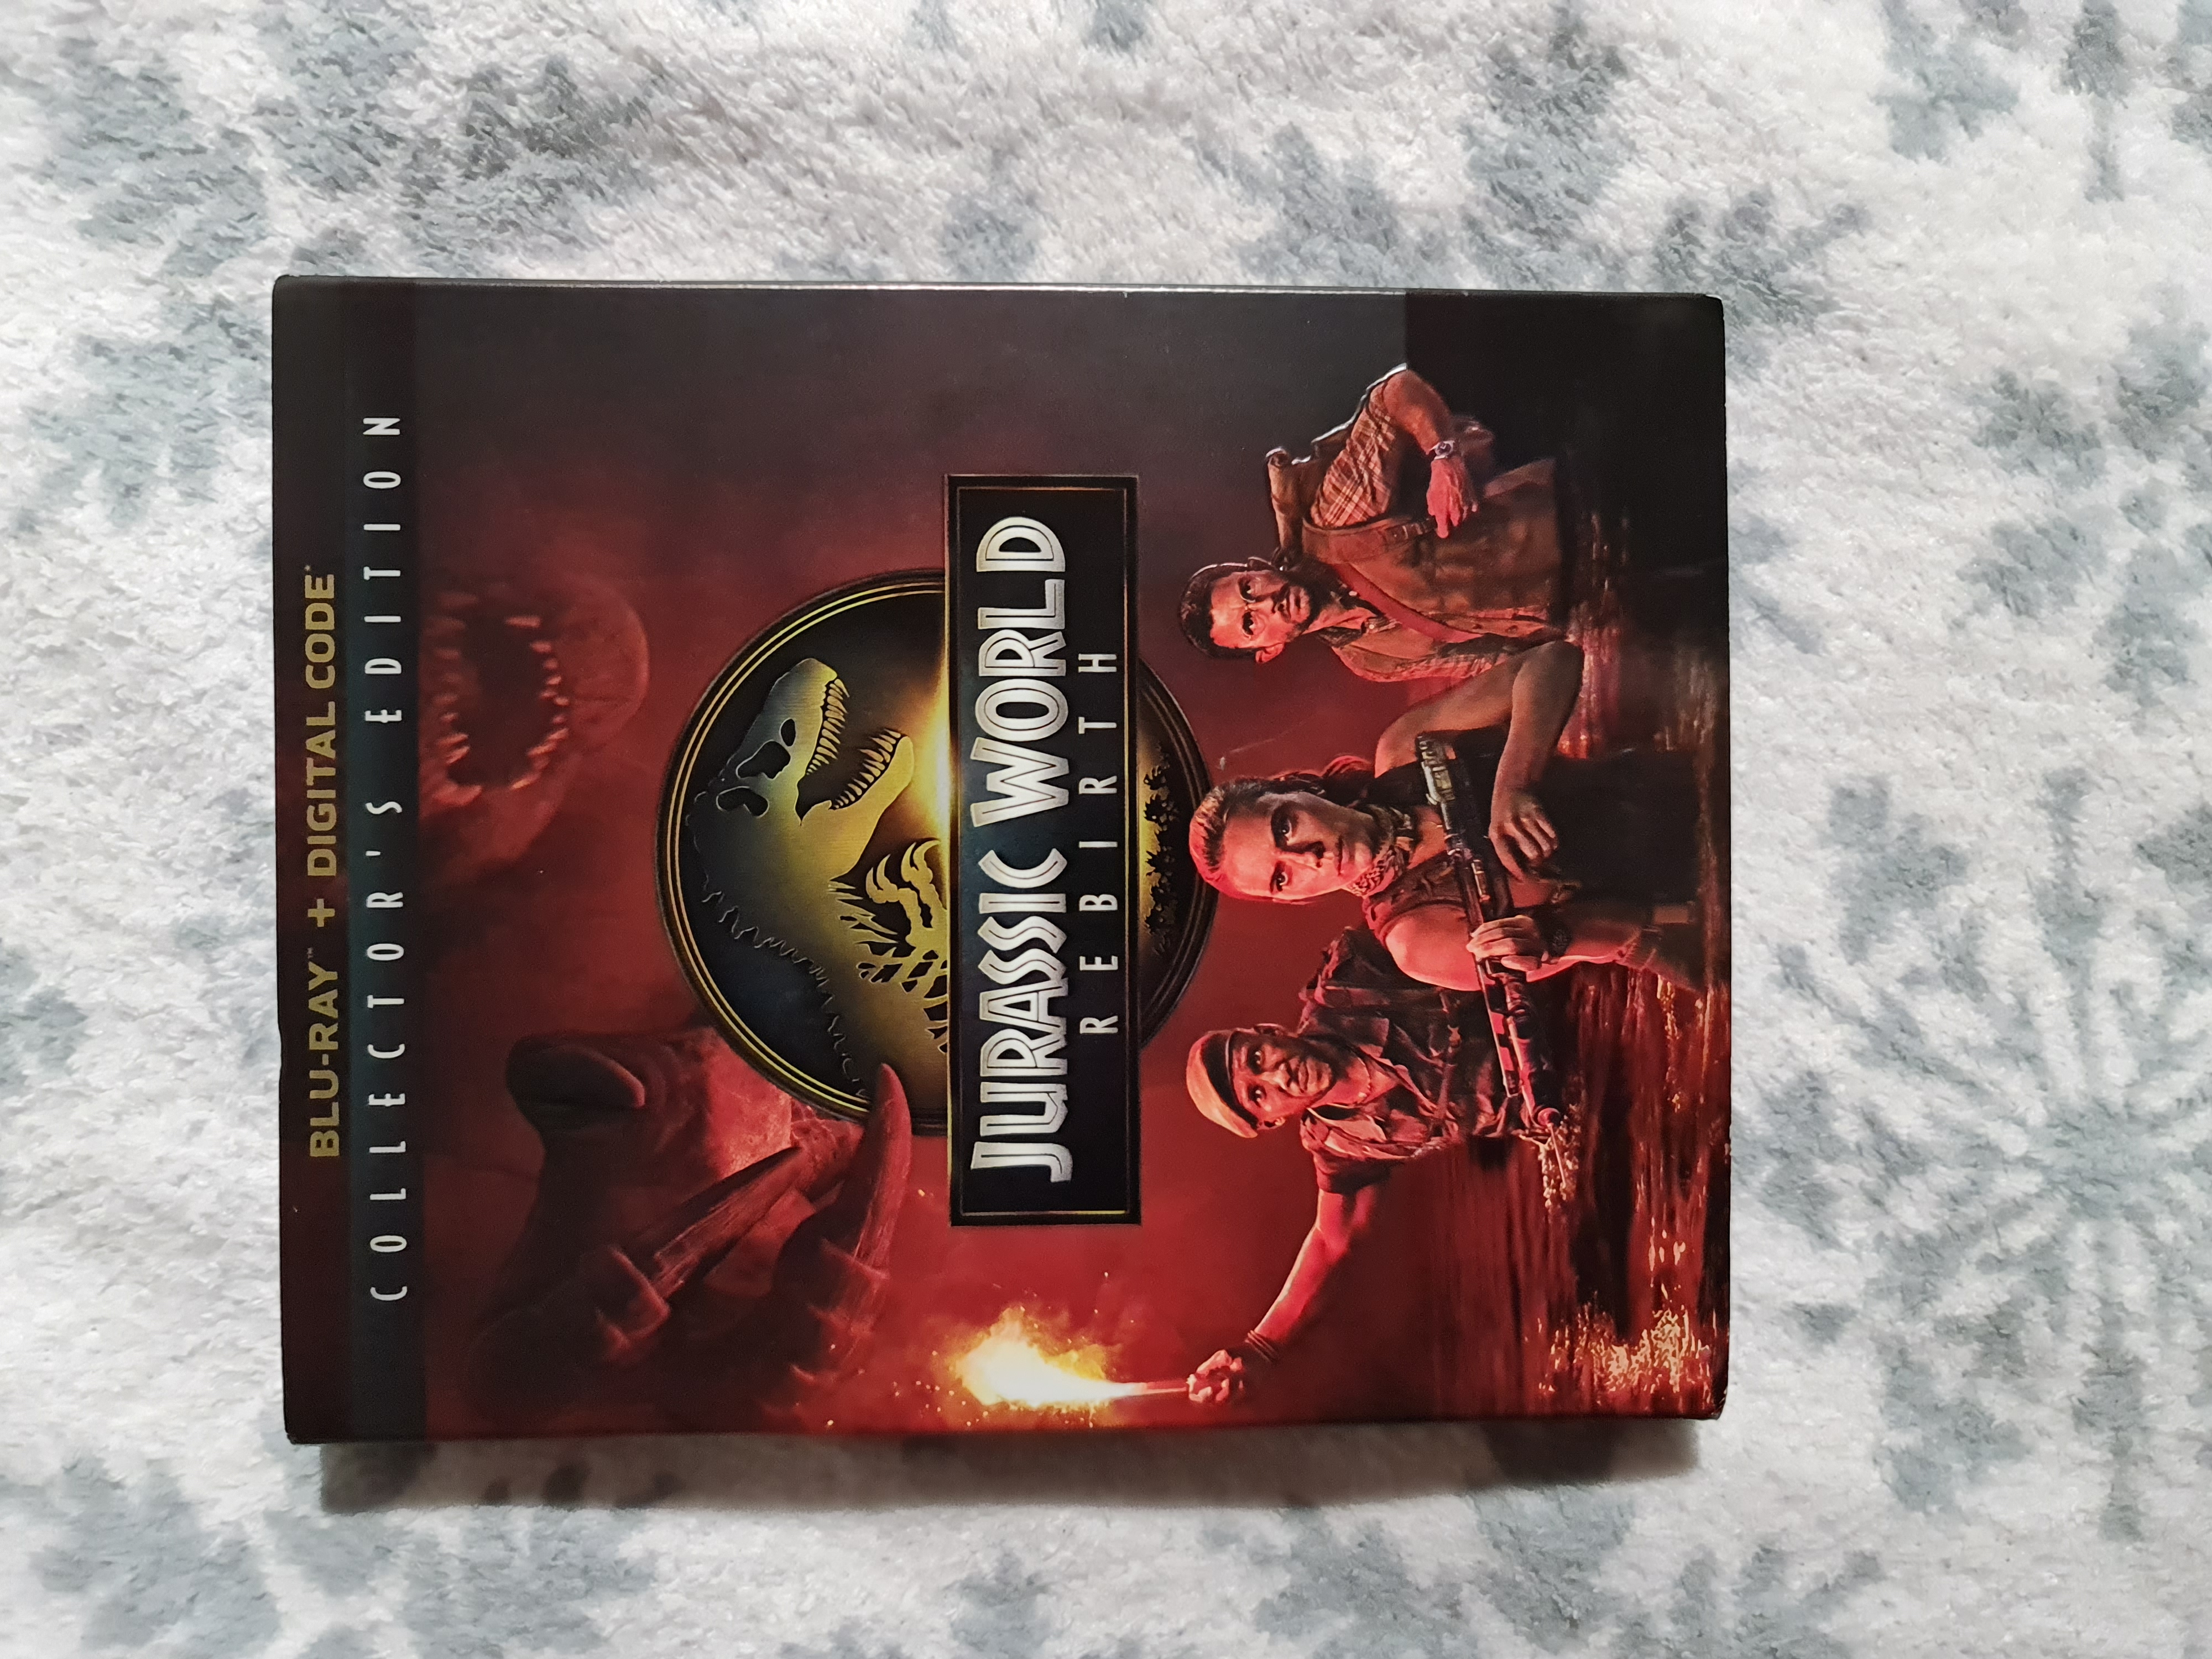 BLU-RAY™ + DIGITAL CODE*
COLLECTOR'S EDITION
JURASSIC WORLD
REBIRTH